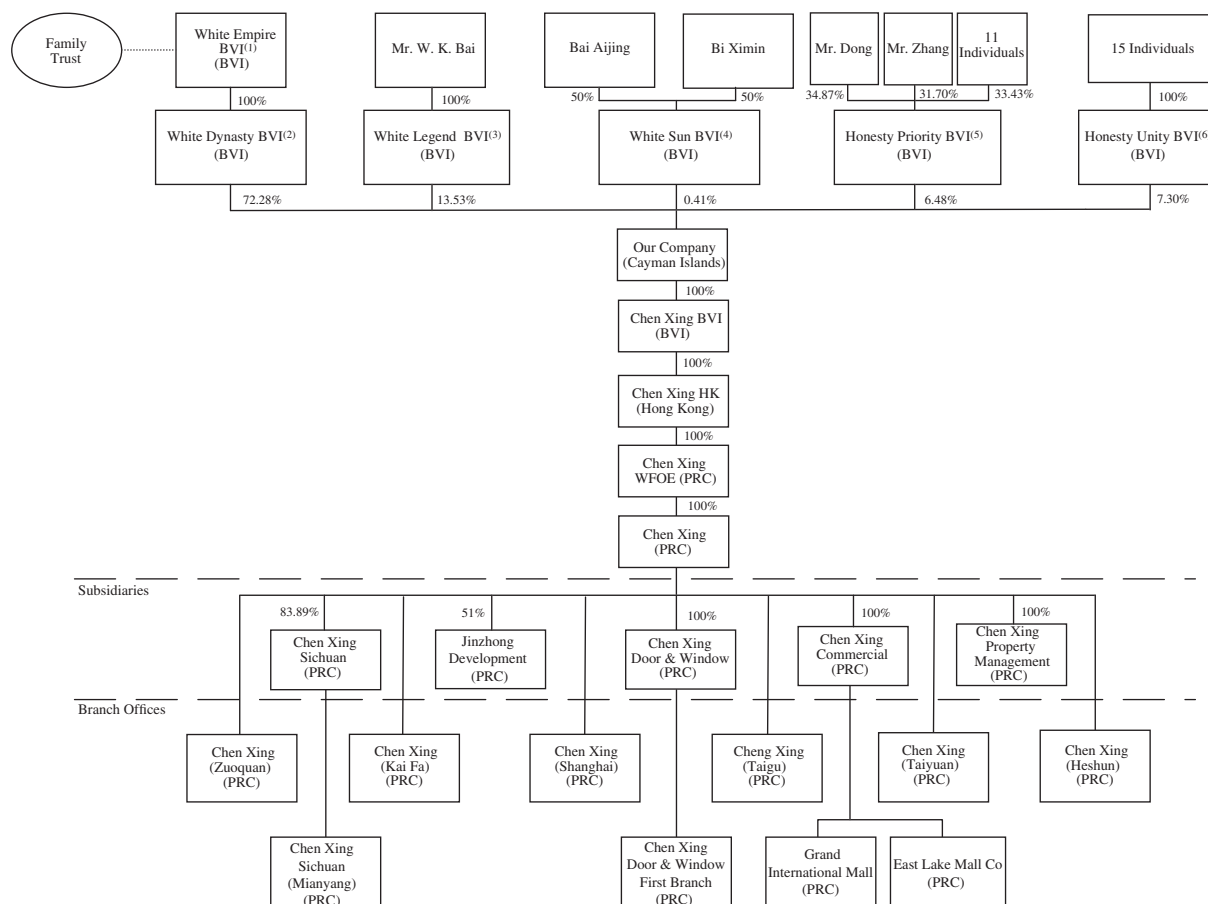 Family
Trust
White Empire
BVI(1)
(BVI)
Mr. W. K. Bai
Bai Aijing
Bi Ximin
Mr. Dong
Mr. Zhang
11
Individuals
15 Individuals
100%
100%
50%
50%
34.87%
31.70%
33.43%
100%
White Dynasty BVI(2)
(BVI)
White Legend BVI(3)
(BVI)
White Sun BVI(4)
(BVI)
Honesty Priority BVI(5)
(BVI)
Honesty Unity BVI(6)
(BVI)
72.28%
13.53%
0.41%
6.48%
7.30%
Our Company
(Cayman Islands)
100%
Chen Xing BVI
(BVI)
100%
Chen Xing HK
(Hong Kong)
100%
Chen Xing
WFOE (PRC)
100%
Chen Xing
(PRC)
Subsidiaries
83.89%
51%
100%
100%
100%
Chen Xing
Sichuan
(PRC)
Jinzhong
Development
(PRC)
Chen Xing
Door & Window
(PRC)
Chen Xing
Commercial
(PRC)
Chen Xing
Property
Management
(PRC)
Branch Offices
Chen Xing
(Zuoquan)
(PRC)
Chen Xing
(Kai Fa)
(PRC)
Chen Xing
(Shanghai)
(PRC)
Cheng Xing
(Taigu)
(PRC)
Chen Xing
(Taiyuan)
(PRC)
Chen Xing
(Heshun)
(PRC)
Chen Xing
Sichuan
(Mianyang)
(PRC)
Chen Xing
Door & Window
First Branch
(PRC)
Grand
International Mall
(PRC)
East Lake Mall Co
(PRC)